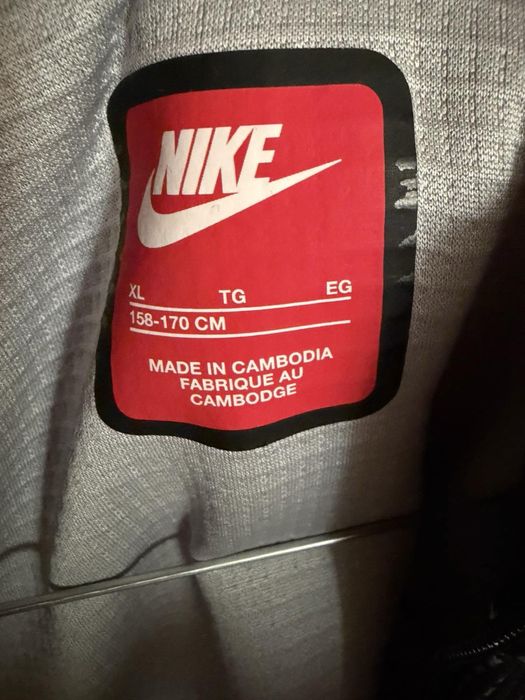 NIKE
XL TG EG
158-170 CM
MADE IN CAMBODIA
FABRIQUE AU
CAMBODGE